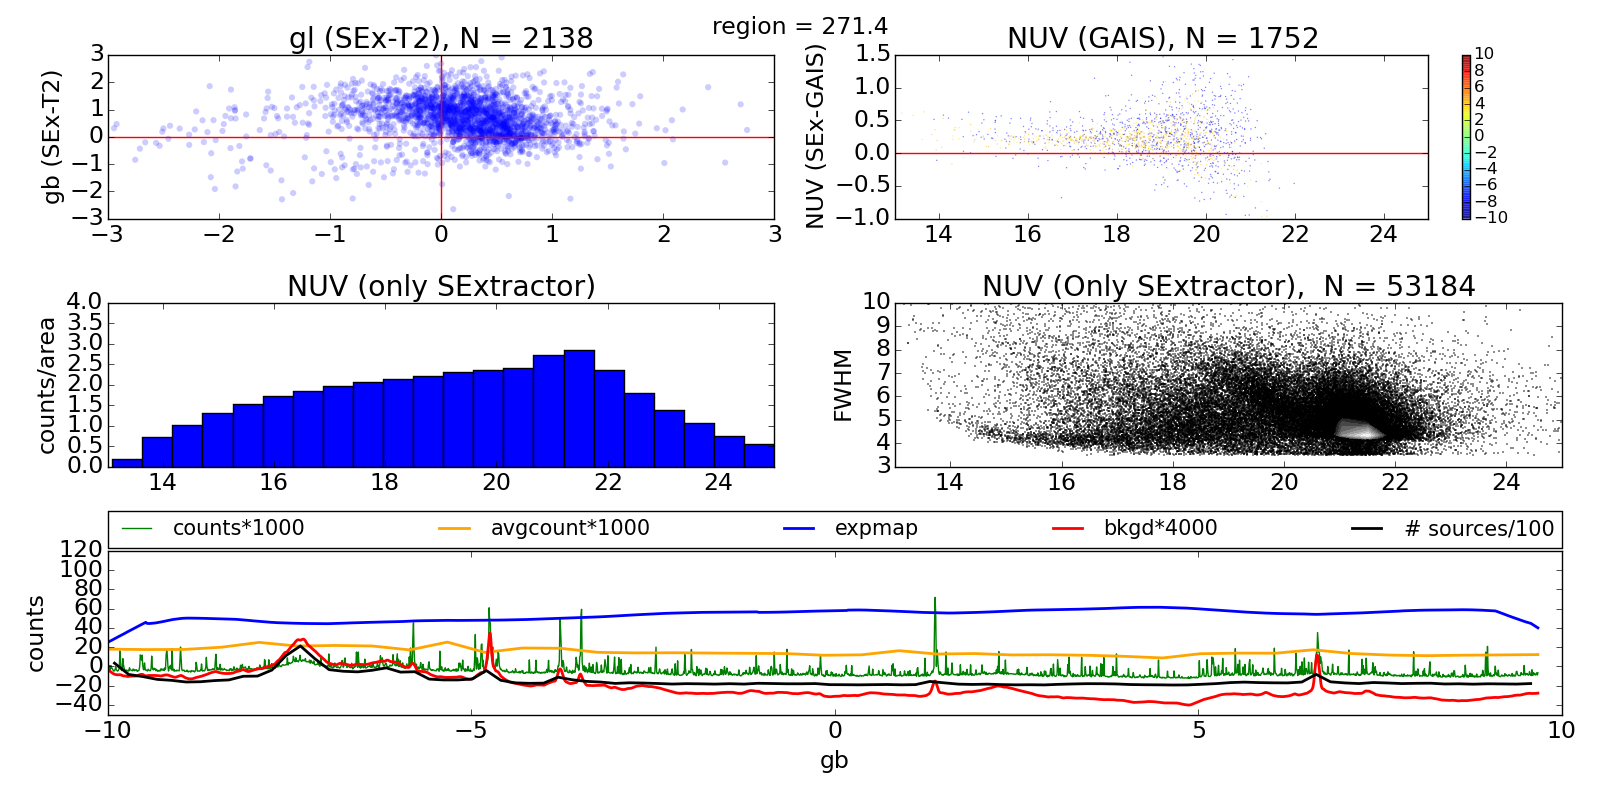 region = 271.4
gl (SEx-T2), N = 2138
gb (SEx-T2)
3
2
1
0
−1
−2
−3
−3 −2 −1 0 1 2 3
NUV (GAIS), N = 1752
NUV (SEx-GAIS)
1.5
1.0
0.5
0.0
−0.5
−1.0
14 16 18 20 22 24
10
8
6
4
2
0
−2
−4
−6
−8
−10
NUV (only SExtractor)
counts/area
4.0
3.5
3.0
2.5
2.0
1.5
1.0
0.5
0.0
14 16 18 20 22 24
NUV (Only SExtractor),  N = 53184
FWHM
10
9
8
7
6
5
4
3
14 16 18 20 22 24
counts*1000 avgcount*1000 expmap bkgd*4000 # sources/100
counts
120
100
80
60
40
20
0
−20
−40
−10 −5 0 5 10
gb